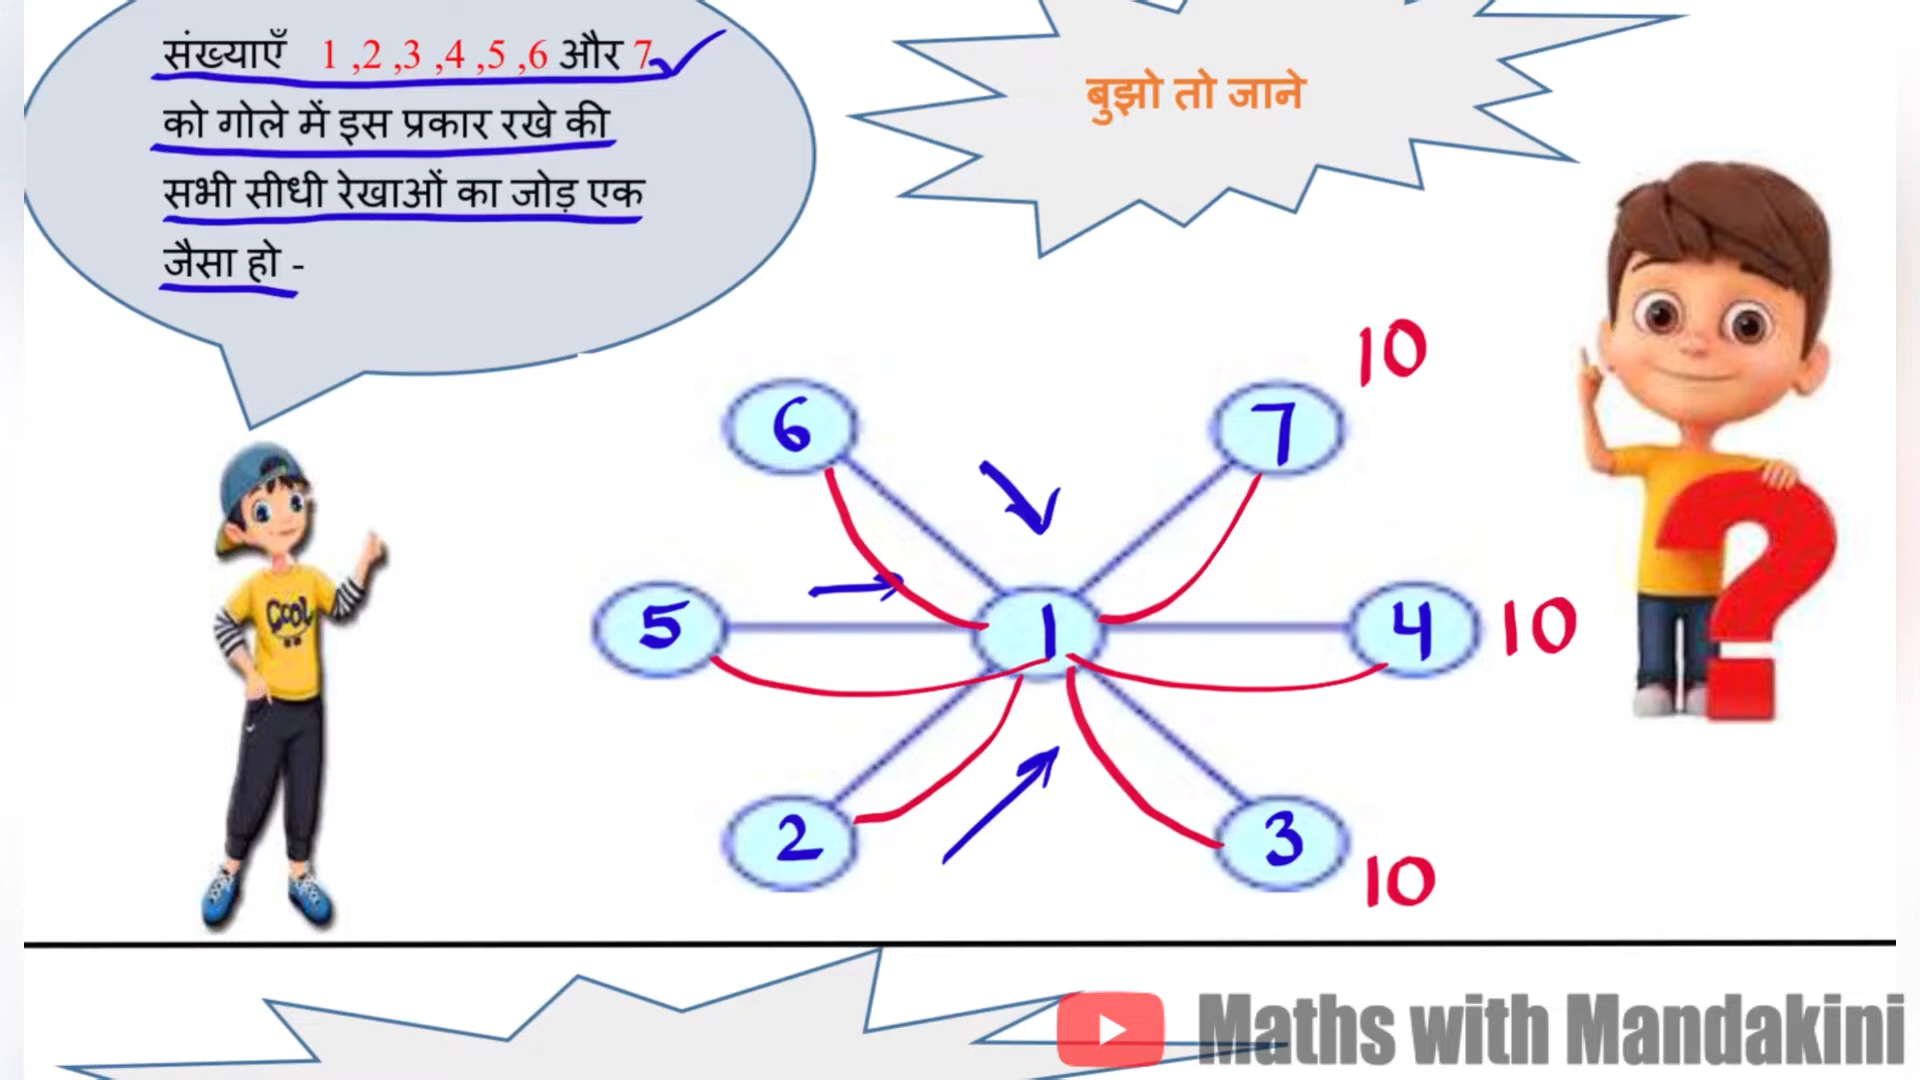 संख्याएँ 1 ,2 ,3 ,4 ,5 ,6 और 7
को गोले में इस प्रकार रखे की
सभी सीधी रेखाओं का जोड़ एक
जैसा हो -
बुझो तो जाने
10
6 7
5 1 4 10
2 3
10
COOL
Maths with Mandakini